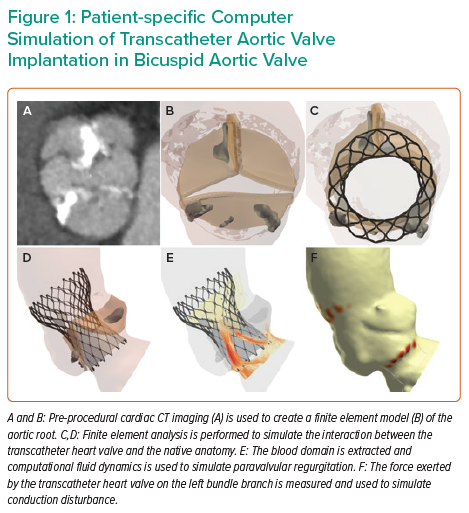 Figure 1: Patient-specific Computer
Simulation of Transcatheter Aortic Valve
Implantation in Bicuspid Aortic Valve
A
B
C
D
E
F
A and B: Pre-procedural cardiac CT imaging (A) is used to create a finite element model (B) of the
aortic root. C,D: Finite element analysis is performed to simulate the interaction between the
transcatheter heart valve and the native anatomy. E: The blood domain is extracted and
computational fluid dynamics is used to simulate paravalvular regurgitation. F: The force exerted
by the transcatheter heart valve on the left bundle branch is measured and used to simulate
conduction disturbance.